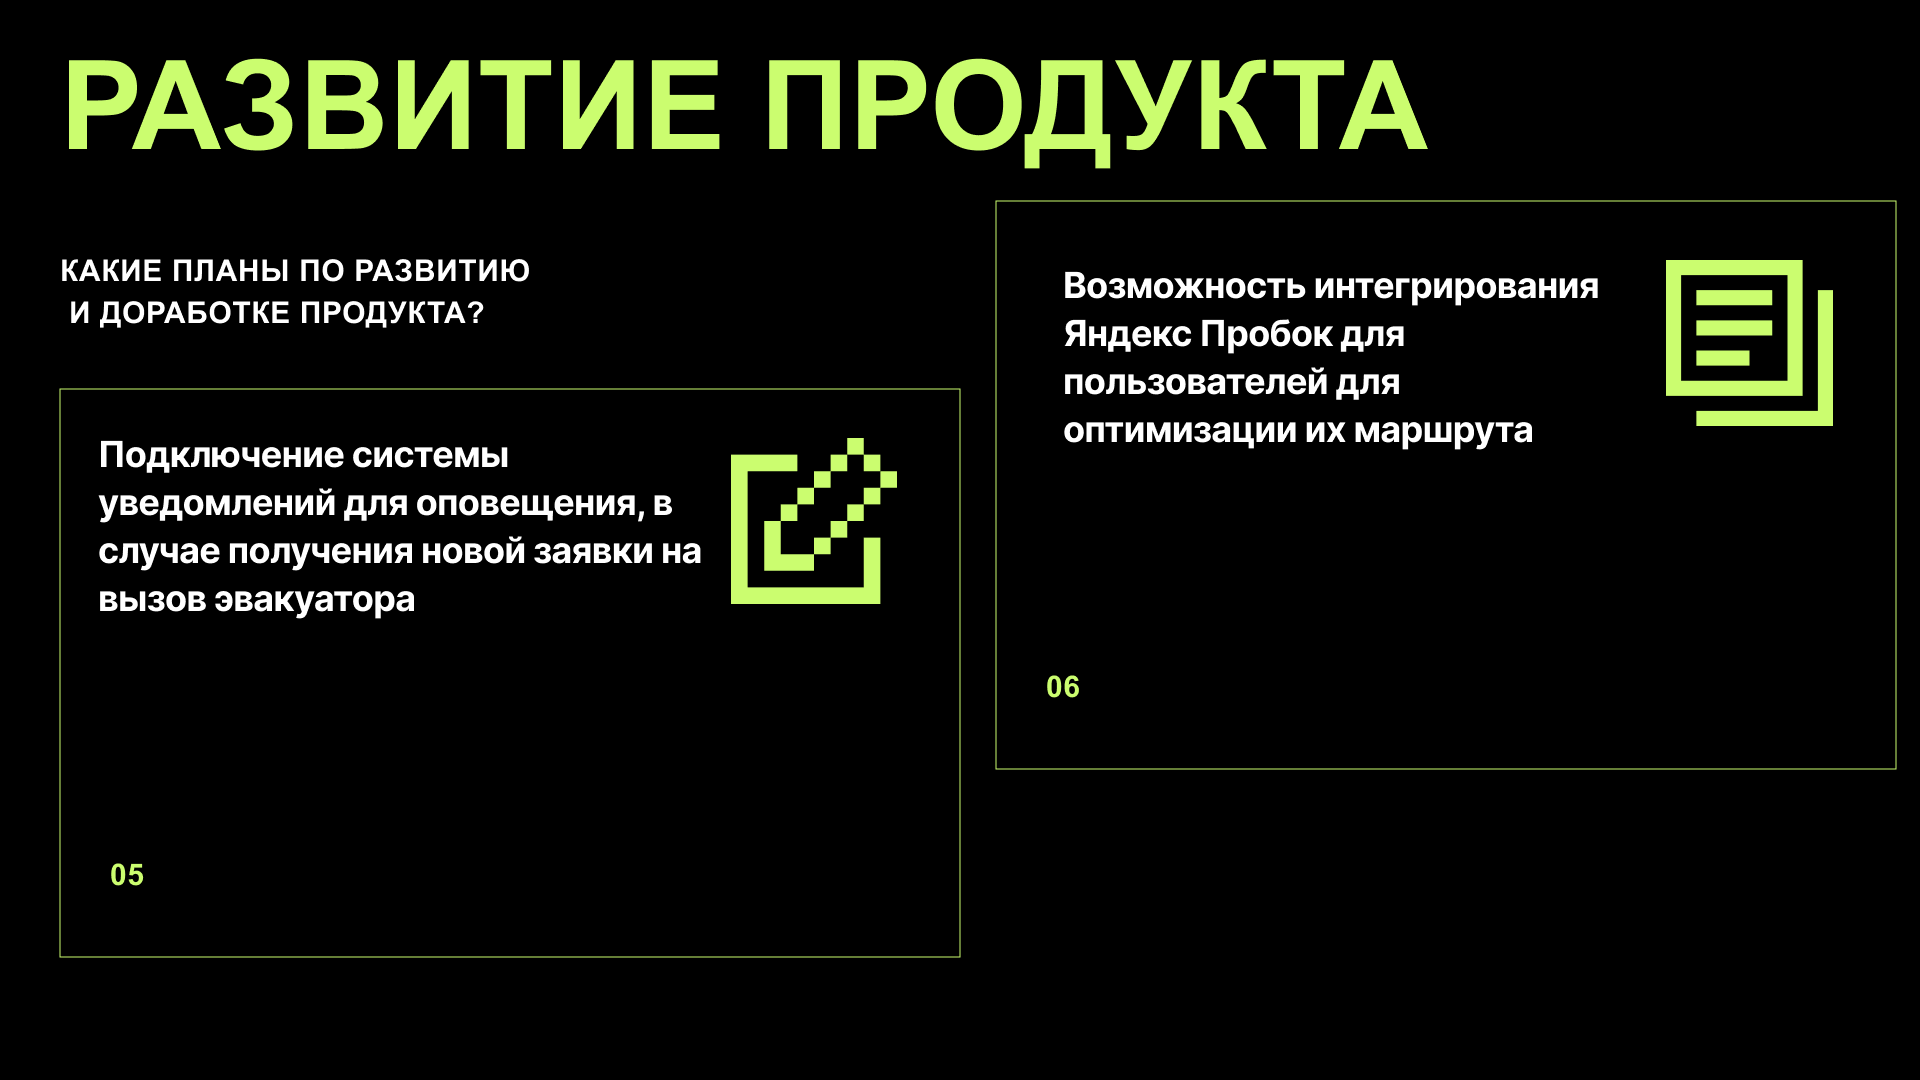 РАЗВИТИЕ ПРОДУКТА
КАКИЕ ПЛАНЫ ПО РАЗВИТИЮ
И ДОРАБОТКЕ ПРОДУКТА?
Подключение системы
уведомлений для оповещения, в
случае получения новой заявки на
вызов эвакуатора
05
Возможность интегрирования
Яндекс Пробок для
пользователей для
оптимизации их маршрута
06